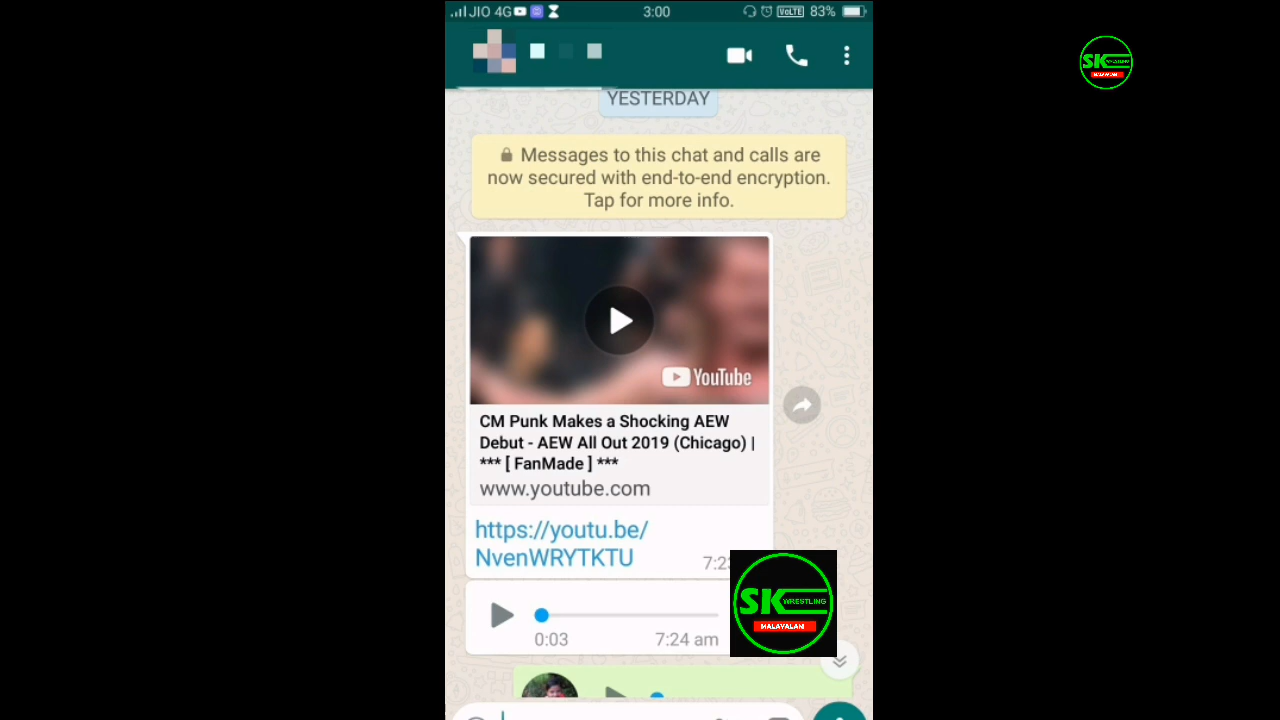 JIO 4G
3:00
VoLTE 83%
YESTERDAY
Messages to this chat and calls are
now secured with end-to-end encryption.
Tap for more info.
YouTube
CM Punk Makes a Shocking AEW
Debut - AEW All Out 2019 (Chicago) |
*** [ FanMade ] ***
www.youtube.com
https://youtu.be/
NvenWRYTKTU
0:03
7:24 am
SK
WRESTLING
MALAYALAM
SK